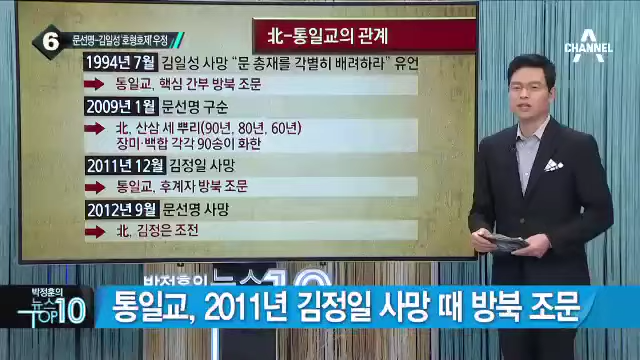 6 문선명-김일성 '호형호제' 우정
北-통일교의 관계
CHANNEL A
1994년 7월 김일성 사망 "문 총재를 각별히 배려하라" 유언
통일교, 핵심 간부 방북 조문
2009년 1월 문선명 구순
北, 산삼 세 뿌리(90년, 80년, 60년)
장미·백합 각각 90송이 화환
2011년 12월 김정일 사망
통일교, 후계자 방북 조문
2012년 9월 문선명 사망
北, 김정은 조전
박정훈의 뉴스
10
박정훈의
뉴스
TOP10
통일교, 2011년 김정일 사망 때 방북 조문